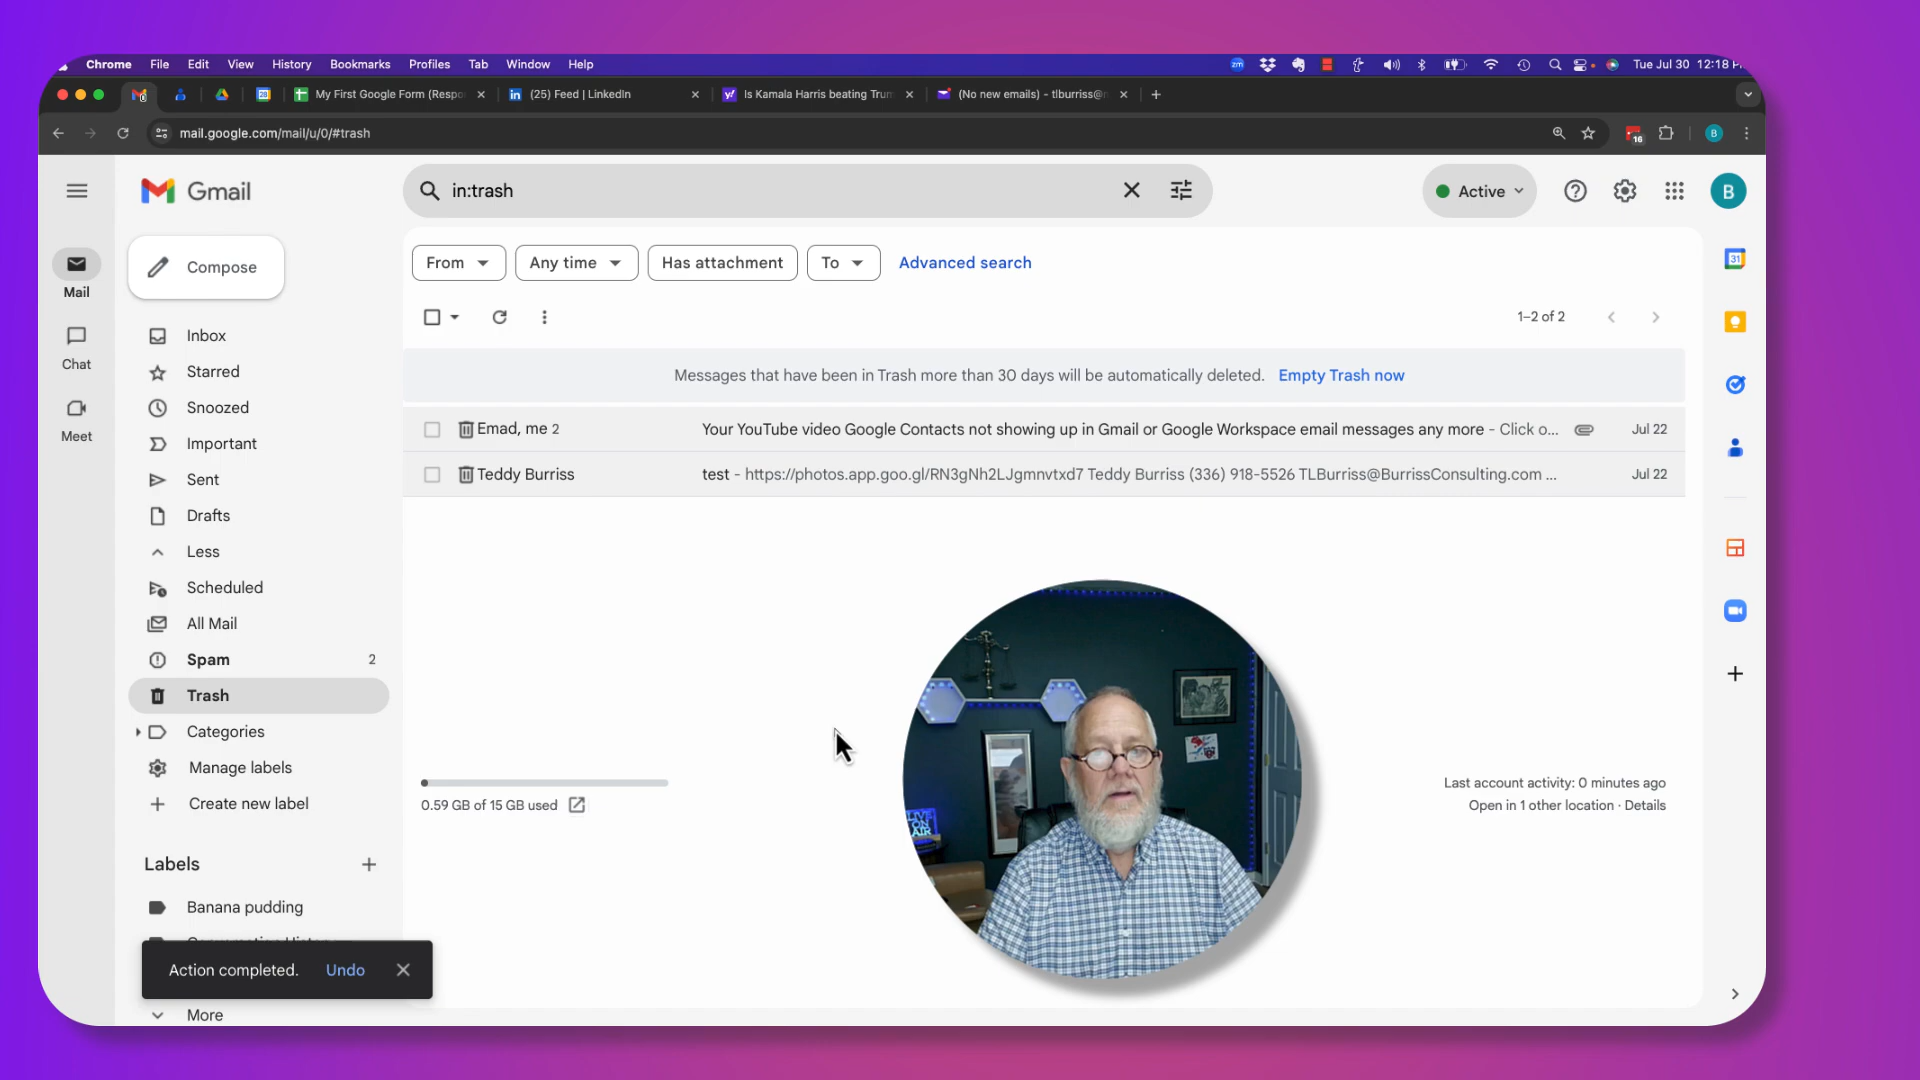 Chrome File Edit View History Bookmarks Profiles Tab Window Help
zm Tue Jul 30 12:18
My First Google Form (Respo
in (25) Feed | LinkedIn
y! Is Kamala Harris beating Trum
(No new emails) - tlburriss@
mail.google.com/mail/u/0/#trash
16
B
Gmail
in:trash
Active
B
Compose
Mail
Chat
Meet
Inbox
Starred
Snoozed
Important
Sent
Drafts
Less
Scheduled
All Mail
Spam 2
Trash
Categories
Manage labels
Create new label
Labels
Banana pudding
More
From Any time Has attachment To Advanced search
1–2 of 2
Messages that have been in Trash more than 30 days will be automatically deleted. Empty Trash now
Emad, me 2 Your YouTube video Google Contacts not showing up in Gmail or Google Workspace email messages any more - Click o... Jul 22
Teddy Burriss test - https://photos.app.goo.gl/RN3gNh2LJgmnvtxd7 Teddy Burriss (336) 918-5526 TLBurriss@BurrissConsulting.com ... Jul 22
0.59 GB of 15 GB used
Last account activity: 0 minutes ago
Open in 1 other location · Details
LIVE
ON
AIR
Action completed. Undo
31